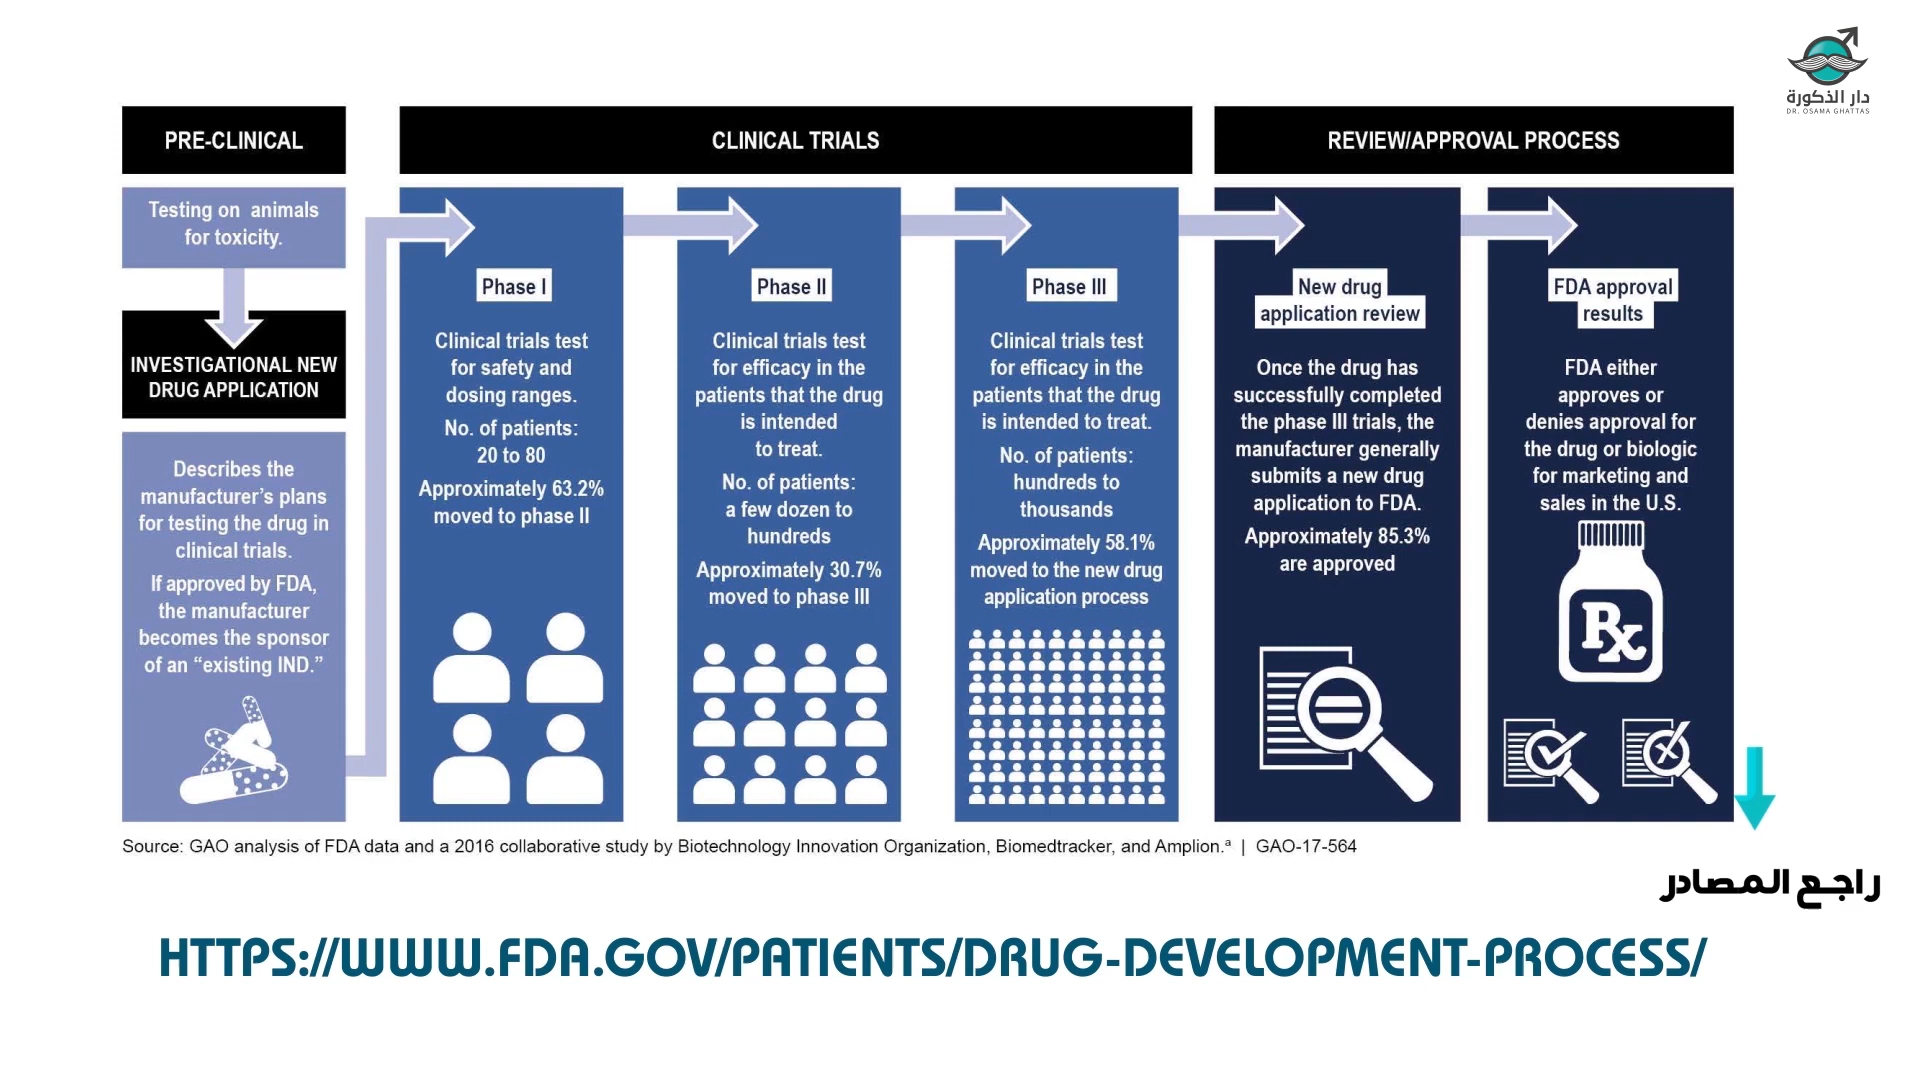 دار الذكورة
DR. OSAMA GHATTAS
PRE-CLINICAL
Testing on animals
for toxicity.
INVESTIGATIONAL NEW
DRUG APPLICATION
Describes the
manufacturer's plans
for testing the drug in
clinical trials.
If approved by FDA,
the manufacturer
becomes the sponsor
of an “existing IND.”
CLINICAL TRIALS
Phase I
Clinical trials test
for safety and
dosing ranges.
No. of patients:
20 to 80
Approximately 63.2%
moved to phase II
Phase II
Clinical trials test
for efficacy in the
patients that the drug
is intended
to treat.
No. of patients:
a few dozen to
hundreds
Approximately 30.7%
moved to phase III
Phase III
Clinical trials test
for efficacy in the
patients that the drug
is intended to treat.
No. of patients:
hundreds to
thousands
Approximately 58.1%
moved to the new drug
application process
REVIEW/APPROVAL PROCESS
New drug
application review
Once the drug has
successfully completed
the phase III trials, the
manufacturer generally
submits a new drug
application to FDA.
Approximately 85.3%
are approved
FDA approval
results
FDA either
approves or
denies approval for
the drug or biologic
for marketing and
sales in the U.S.
Rx
Source: GAO analysis of FDA data and a 2016 collaborative study by Biotechnology Innovation Organization, Biomedtracker, and Amplion.ª | GAO-17-564
راجع المصادر
HTTPS://WWW.FDA.GOV/PATIENTS/DRUG-DEVELOPMENT-PROCESS/